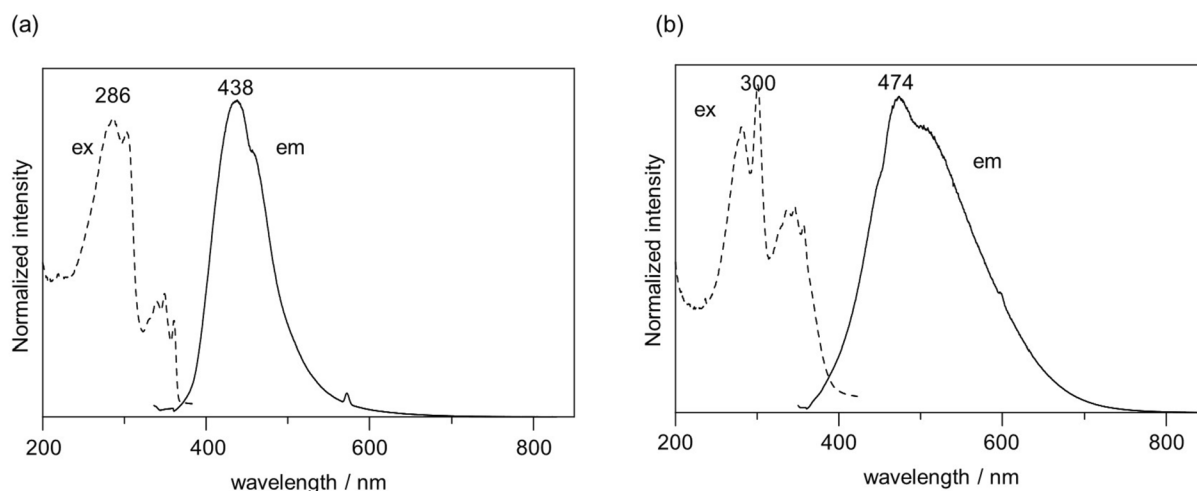 (a)
286
438
ex
em
Normalized intensity
200
400
600
800
wavelength / nm
(b)
300
474
ex
em
Normalized intensity
200
400
600
800
wavelength / nm